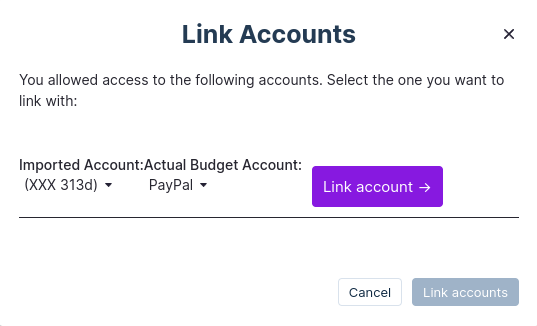 Link Accounts
You allowed access to the following accounts. Select the one you want to
link with:
Imported Account: Actual Budget Account:
(XXX 313d) PayPal
Link account →
Cancel Link accounts